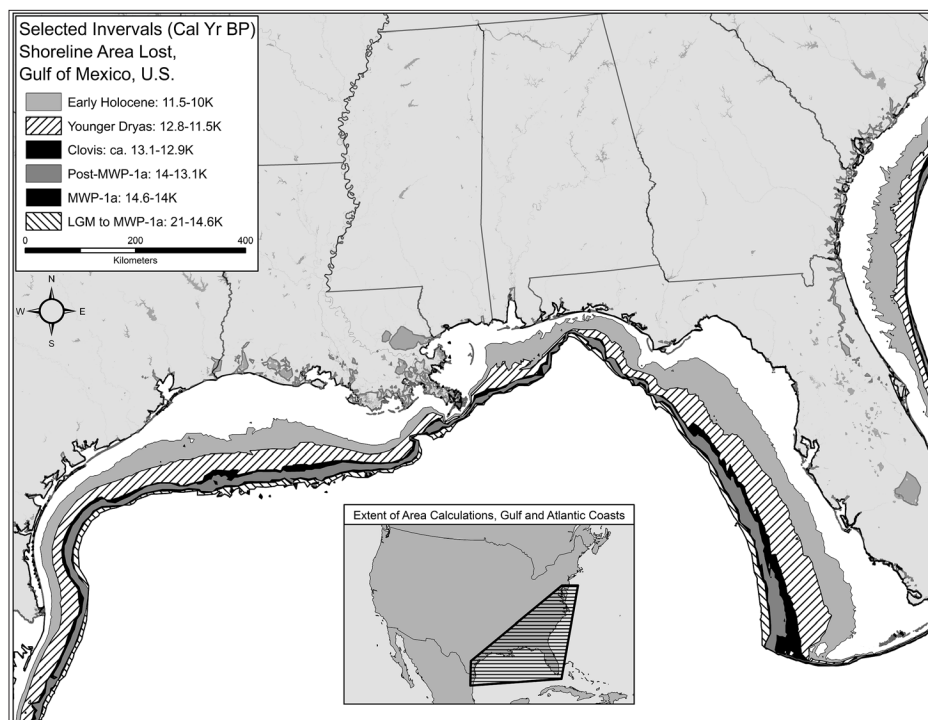 Selected Invervals (Cal Yr BP)
Shoreline Area Lost,
Gulf of Mexico, U.S.
Early Holocene: 11.5-10K
Younger Dryas: 12.8-11.5K
Clovis: ca. 13.1-12.9K
Post-MWP-1a: 14-13.1K
MWP-1a: 14.6-14K
LGM to MWP-1a: 21-14.6K
0 200 400
Kilometers
N
W E
S
Extent of Area Calculations, Gulf and Atlantic Coasts